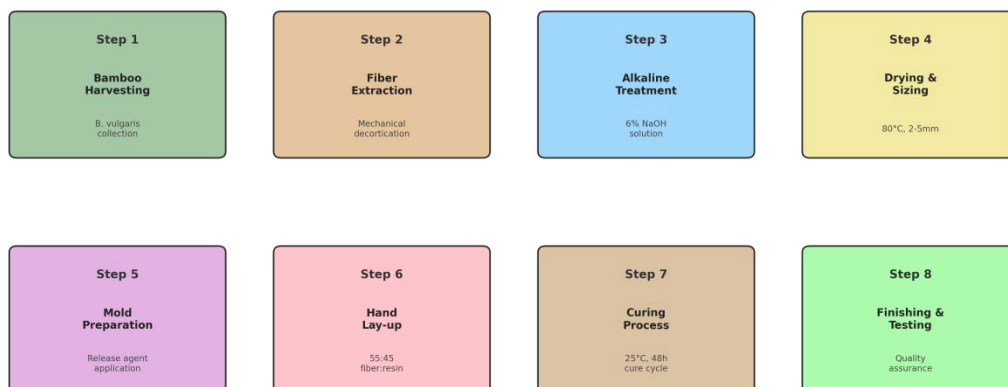 Step 1
Bamboo
Harvesting
B. vulgaris
collection
Step 2
Fiber
Extraction
Mechanical
decortication
Step 3
Alkaline
Treatment
6% NaOH
solution
Step 4
Drying &
Sizing
80°C, 2-5mm
Step 5
Mold
Preparation
Release agent
application
Step 6
Hand
Lay-up
55:45
fiber:resin
Step 7
Curing
Process
25°C, 48h
cure cycle
Step 8
Finishing &
Testing
Quality
assurance